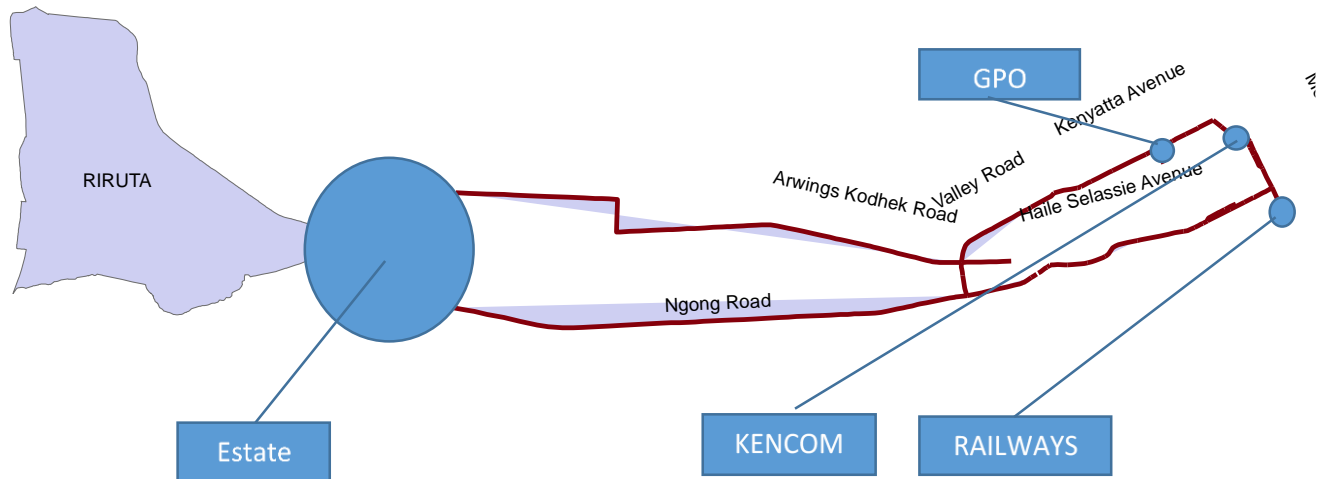 GPO
Kenyatta Avenue
RIRUTA
Arwings Kodhek Road
Valley Road
Haile Selassie Avenue
Ngong Road
Estate
KENCOM
RAILWAYS